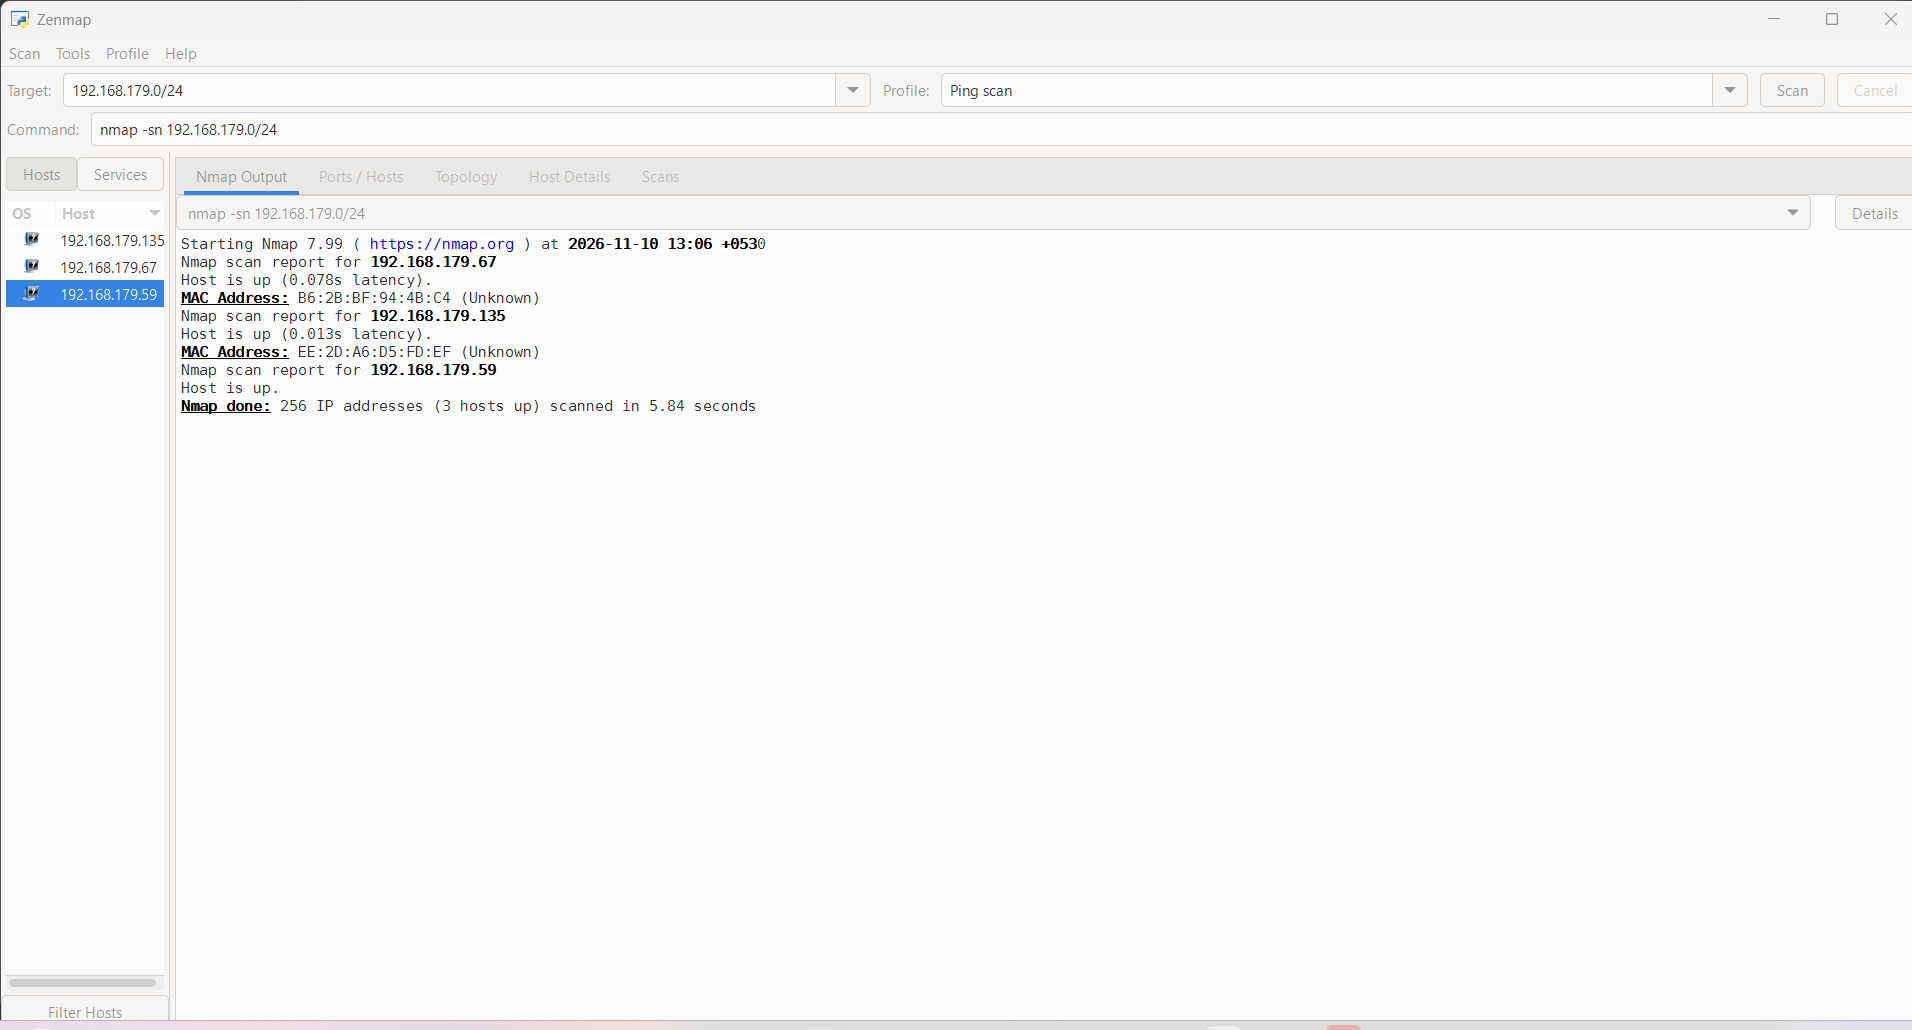 Zenmap
Scan Tools Profile Help
Target: 192.168.179.0/24 Profile: Ping scan Scan Cancel
Command: nmap -sn 192.168.179.0/24
Hosts Services
Nmap Output Ports / Hosts Topology Host Details Scans
OS Host
192.168.179.135
192.168.179.67
192.168.179.59
nmap -sn 192.168.179.0/24 Details
Starting Nmap 7.99 ( https://nmap.org ) at 2026-11-10 13:06 +0530
Nmap scan report for 192.168.179.67
Host is up (0.078s latency).
MAC Address: B6:2B:BF:94:4B:C4 (Unknown)
Nmap scan report for 192.168.179.135
Host is up (0.013s latency).
MAC Address: EE:2D:A6:D5:FD:EF (Unknown)
Nmap scan report for 192.168.179.59
Host is up.
Nmap done: 256 IP addresses (3 hosts up) scanned in 5.84 seconds
Filter Hosts